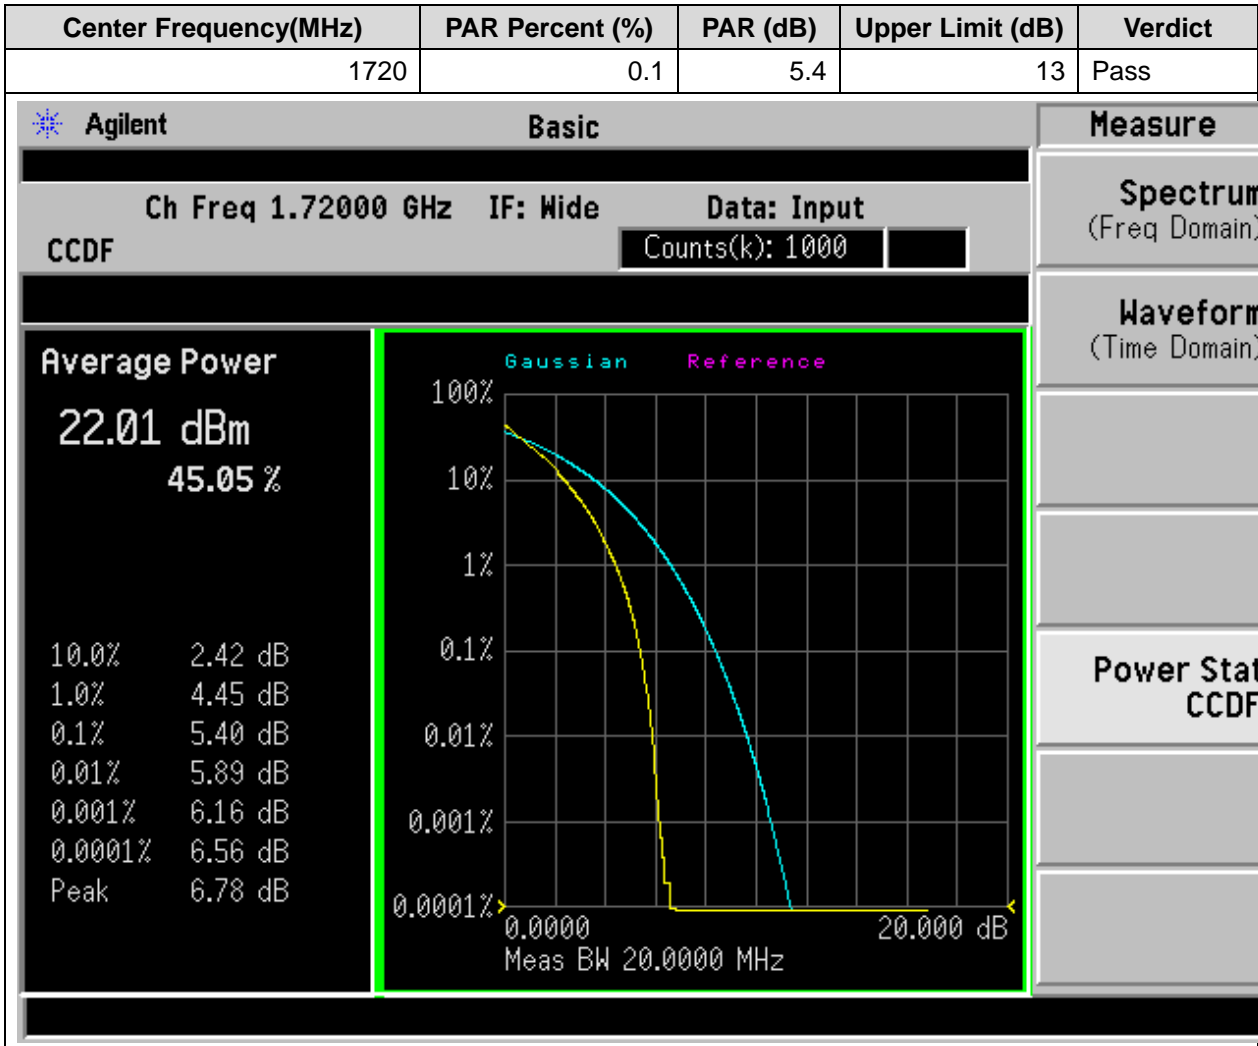 Center Frequency(MHz) PAR Percent (%) PAR (dB) Upper Limit (dB) Verdict
1720 0.1 5.4 13 Pass
Agilent Basic Measure
Ch Freq 1.72000 GHz IF: Wide Data: Input
CCDF Counts(k): 1000
Spectrum
(Freq Domain)
Waveform
(Time Domain)
Power Stat
CCDF
Average Power
22.01 dBm
45.05 %
10.0% 2.42 dB
1.0% 4.45 dB
0.1% 5.40 dB
0.01% 5.89 dB
0.001% 6.16 dB
0.0001% 6.56 dB
Peak 6.78 dB
Gaussian Reference
100%
10%
1%
0.1%
0.01%
0.001%
0.0001%
0.0000 20.000 dB
Meas BW 20.0000 MHz